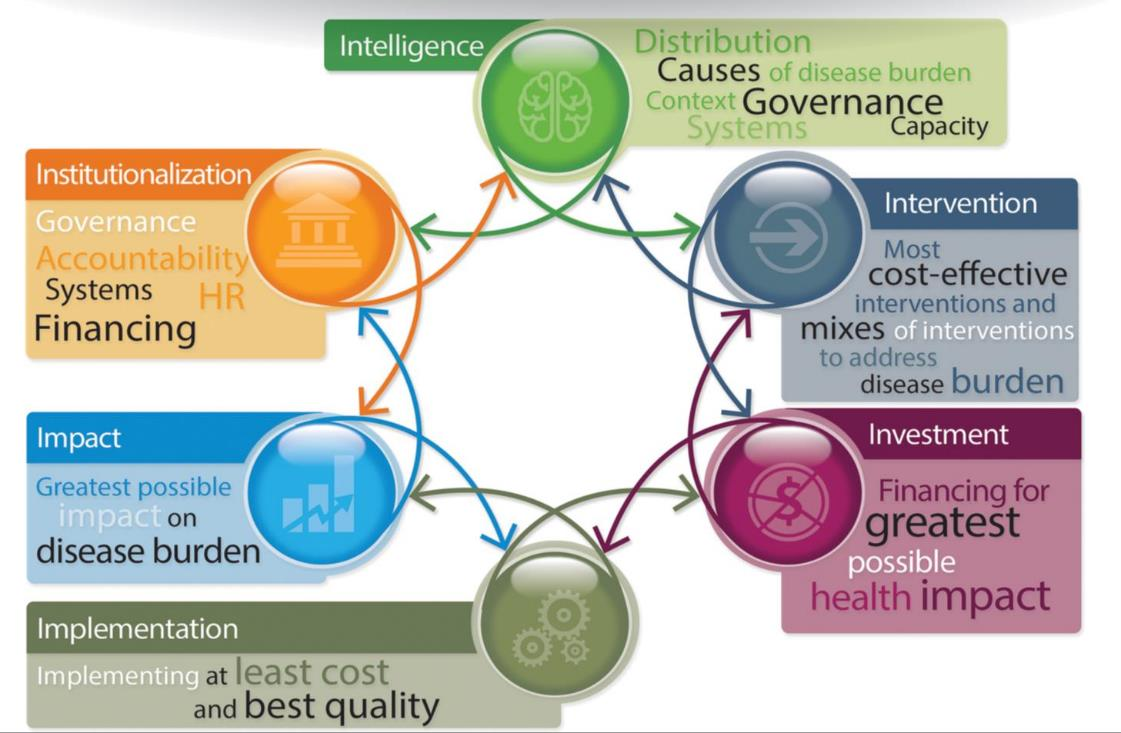 Intelligence
Distribution
Causes of disease burden
Context Governance
Systems Capacity
Institutionalization
Governance
Accountability
Systems HR
Financing
Intervention
Most
cost-effective
interventions and
mixes of interventions
to address
disease burden
Impact
Greatest possible
impact on
disease burden
Investment
Financing for
greatest
possible
health impact
Implementation
Implementing at least cost
and best quality
$